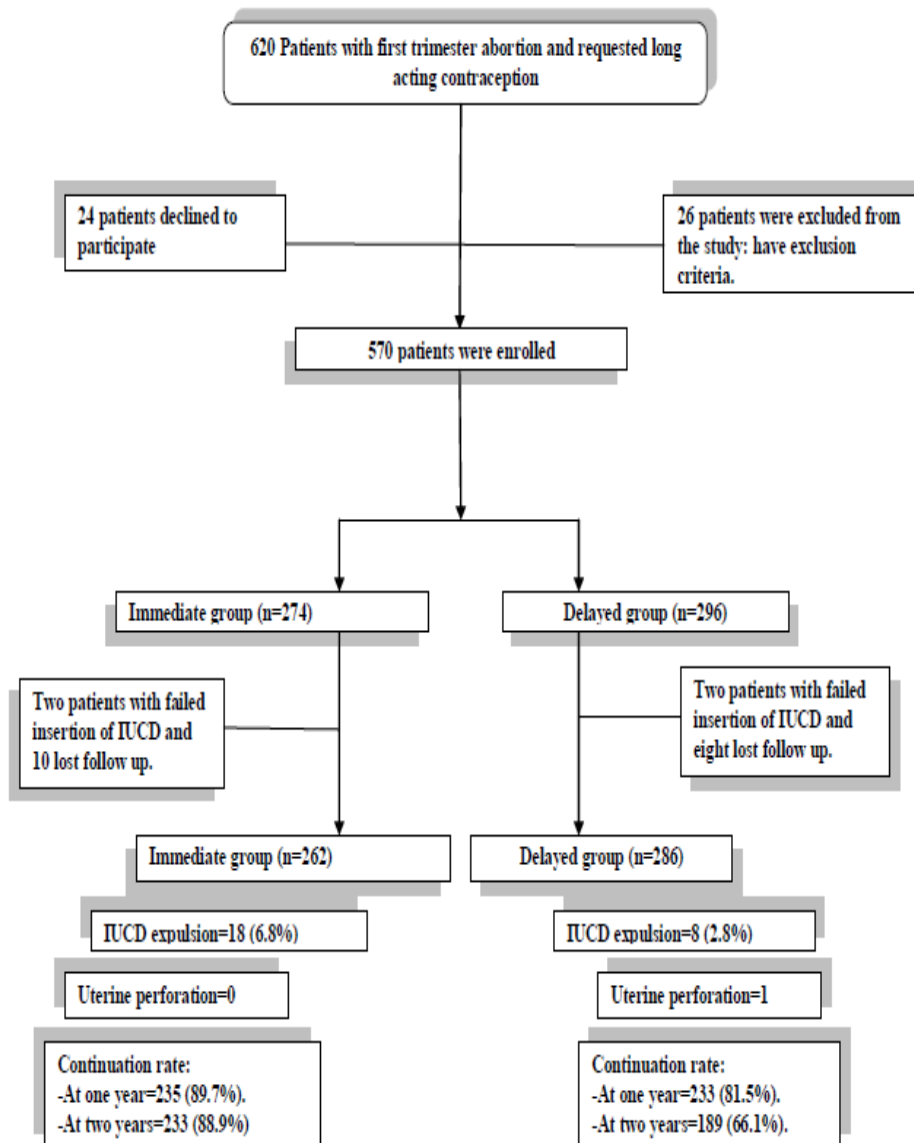 620 Patients with first trimester abortion and requested long
acting contraception
24 patients declined to
participate
26 patients were excluded from
the study: have exclusion
criteria.
570 patients were enrolled
Immediate group (n=274)
Delayed group (n=296)
Two patients with failed
insertion of IUCD and
10 lost follow up.
Two patients with failed
insertion of IUCD and
eight lost follow up.
Immediate group (n=262)
Delayed group (n=286)
IUCD expulsion=18 (6.8%)
IUCD expulsion=8 (2.8%)
Uterine perforation=0
Uterine perforation=1
Continuation rate:
-At one year=235 (89.7%).
-At two years=233 (88.9%)
Continuation rate:
-At one year=233 (81.5%).
-At two years=189 (66.1%).